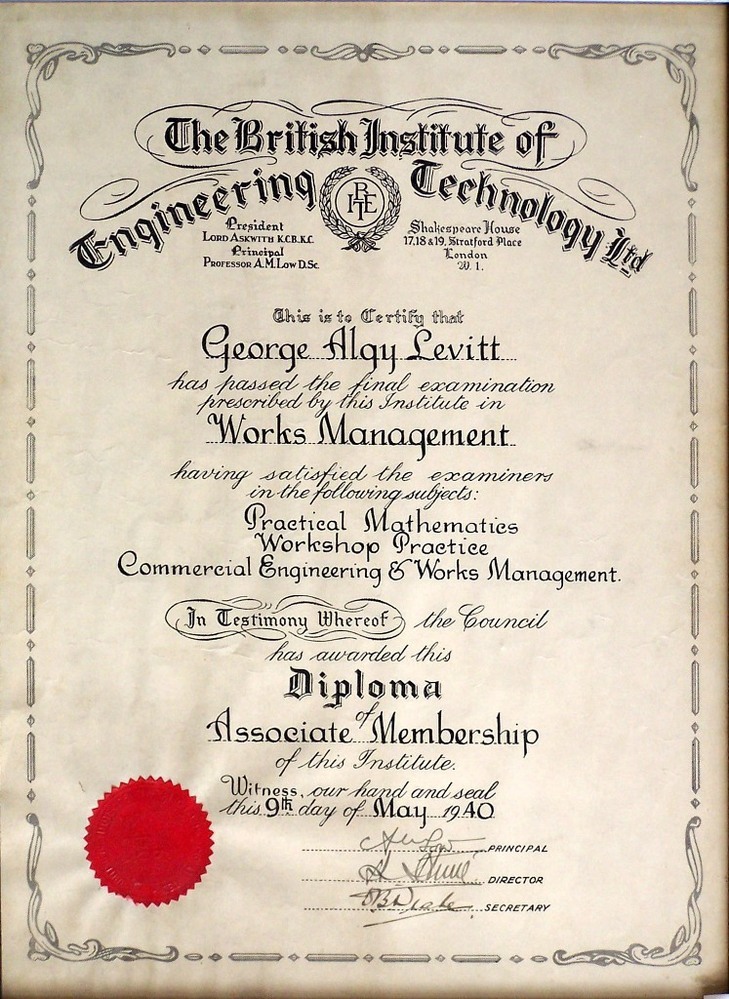 The British Institute of
Engineering Technology Ltd
BIET
President
LORD ASKWITH K.C.B.K.C.
Principal
PROFESSOR A.M.LOW D.Sc.
Shakespeare House
17,18 & 19, Stratford Place
London
W. 1.
This is to Certify that
George Algy Levitt
has passed the final examination
prescribed by this Institute in
Works Management
having satisfied the examiners
in the following subjects:
Practical Mathematics
Workshop Practice
Commercial Engineering & Works Management.
In Testimony Whereof the Council
has awarded this
Diploma
of
Associate Membership
of this Institute.
Witness, our hand and seal
this 9th day of May 1940
PRINCIPAL
DIRECTOR
SECRETARY